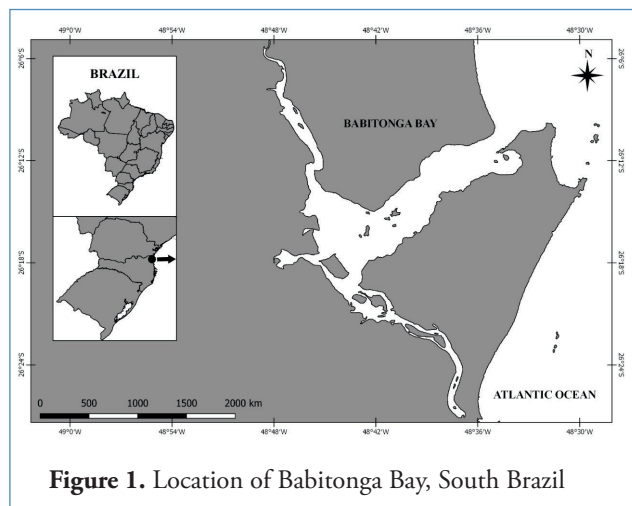 49°0'W 48°54'W 48°48'W 48°42'W 48°36'W 48°30'W
26°6'S 26°6'S
N
BRAZIL
BABITONGA BAY
26°12'S 26°12'S
26°18'S 26°18'S
26°24'S 26°24'S
ATLANTIC OCEAN
0 500 1000 1500 2000 km
49°0'W 48°54'W 48°48'W 48°42'W 48°36'W 48°30'W
Figure 1. Location of Babitonga Bay, South Brazil